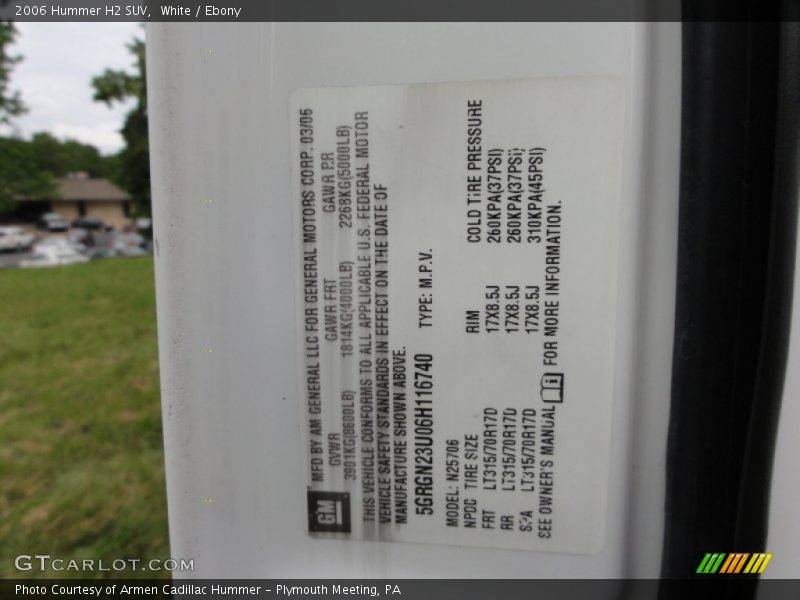 2006 Hummer H2 SUV, White / Ebony
GM
MFD BY AM GENERAL LLC FOR GENERAL MOTORS CORP. 03/06
GVWR GAWR FRT GAWR RR
3901KG(8600LB) 1814KG(4000LB) 2268KG(5000LB)
THIS VEHICLE CONFORMS TO ALL APPLICABLE U.S. FEDERAL MOTOR
VEHICLE SAFETY STANDARDS IN EFFECT ON THE DATE OF
MANUFACTURE SHOWN ABOVE.
5GRGN23U06H116740 TYPE: M.P.V.
MODEL: N25706
NPDC TIRE SIZE RIM COLD TIRE PRESSURE
FRT LT315/70R17D 17X8.5J 260KPA(37PSI)
RR LT315/70R17D 17X8.5J 260KPA(37PSI)
SPA LT315/70R17D 17X8.5J 310KPA(45PSI)
SEE OWNER'S MANUAL FOR MORE INFORMATION.
GTCARLOT.COM
Photo Courtesy of Armen Cadillac Hummer - Plymouth Meeting, PA